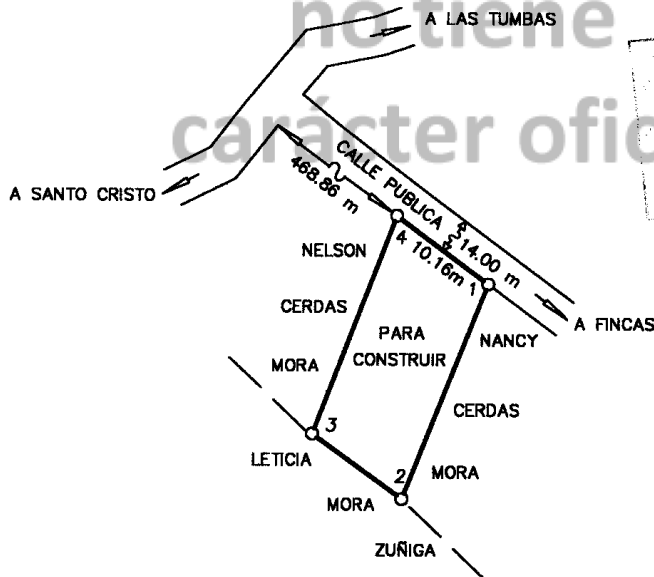 no tiene
A LAS TUMBAS
carácter ofic
A SANTO CRISTO
468.86 m
CALLE PUBLICA
14.00 m
4 10.16m 1
A FINCAS
NELSON
CERDAS
MORA
PARA
CONSTRUIR
NANCY
CERDAS
MORA
3
2
LETICIA
MORA
ZUÑIGA